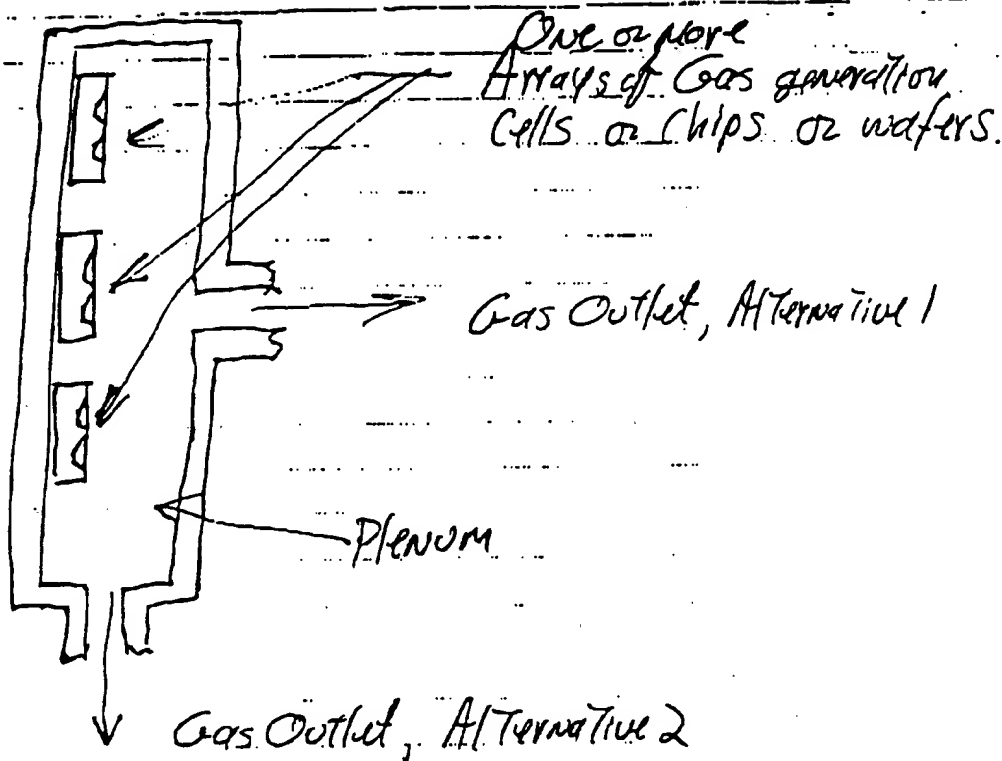 One or more
Arrays of Gas generation
Cells or Chips or wafers.
Gas Outlet, Alternative 1
Plenum
Gas Outlet, Alternative 2